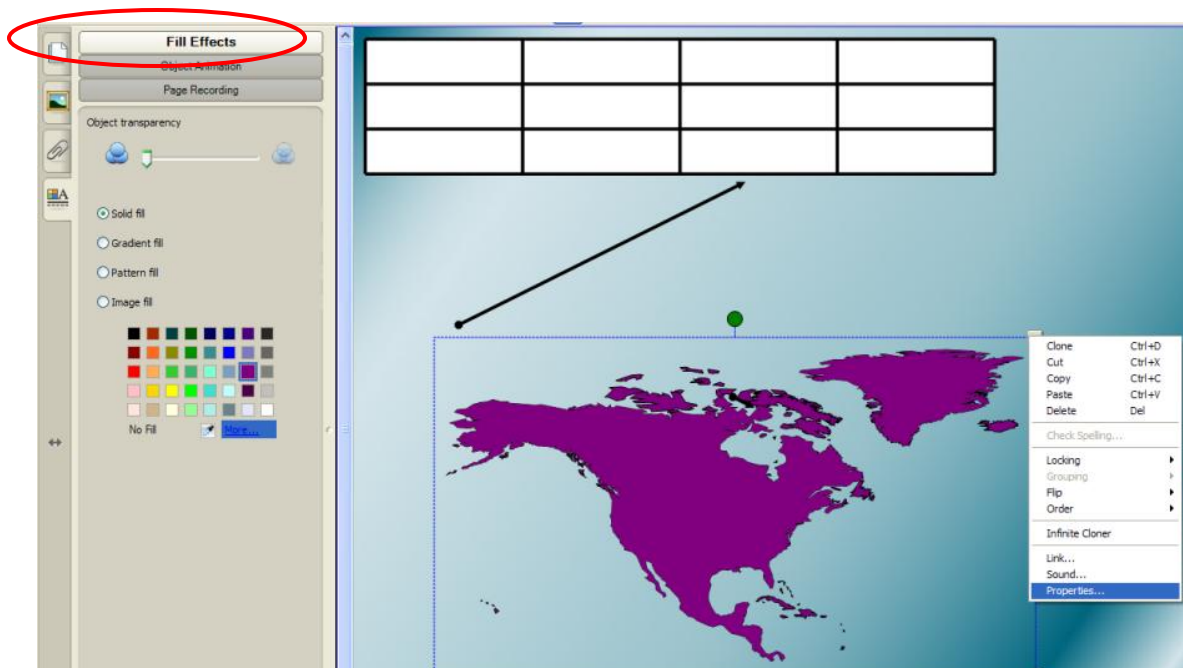 Fill Effects
Object Animation
Page Recording
Object transparency
Solid fill
Gradient fill
Pattern fill
Image fill
No Fill More...
A
Clone Ctrl+D
Cut Ctrl+X
Copy Ctrl+C
Paste Ctrl+V
Delete Del
Check Spelling...
Locking
Grouping
Flip
Order
Infinite Cloner
Link...
Sound...
Properties...